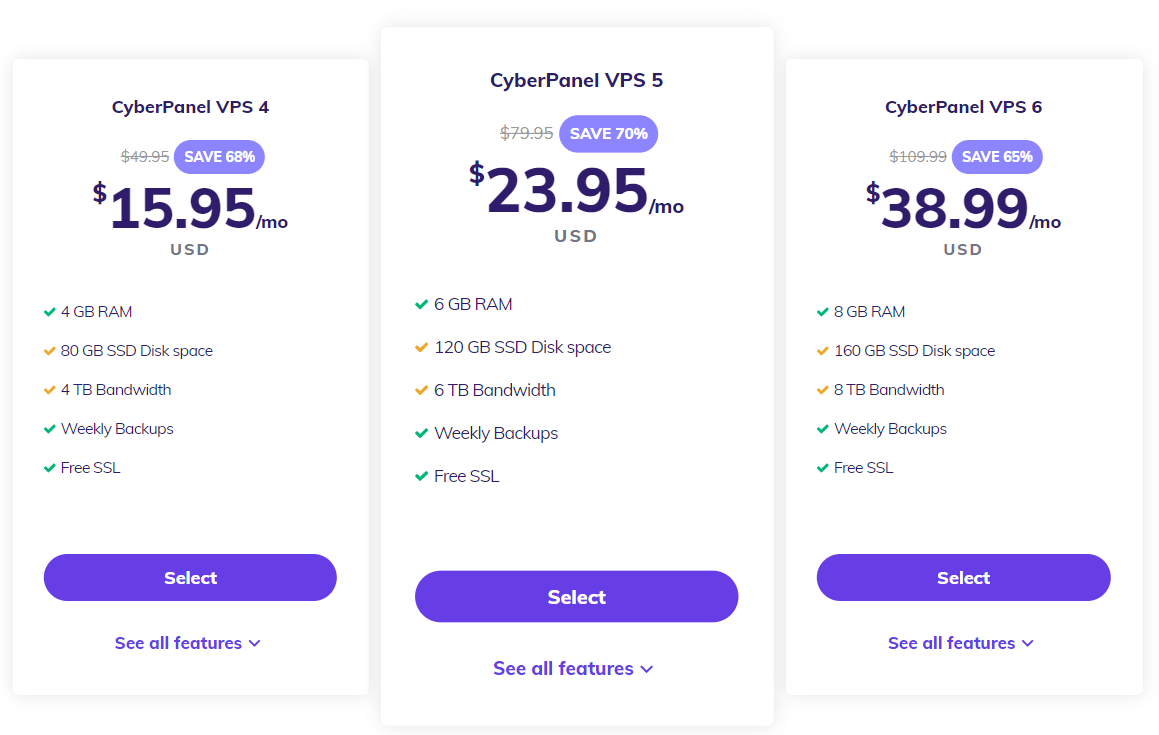 CyberPanel VPS 4
$49.95 SAVE 68%
$15.95/mo
USD
4 GB RAM
80 GB SSD Disk space
4 TB Bandwidth
Weekly Backups
Free SSL
Select
See all features
CyberPanel VPS 5
$79.95 SAVE 70%
$23.95/mo
USD
6 GB RAM
120 GB SSD Disk space
6 TB Bandwidth
Weekly Backups
Free SSL
Select
See all features
CyberPanel VPS 6
$109.99 SAVE 65%
$38.99/mo
USD
8 GB RAM
160 GB SSD Disk space
8 TB Bandwidth
Weekly Backups
Free SSL
Select
See all features